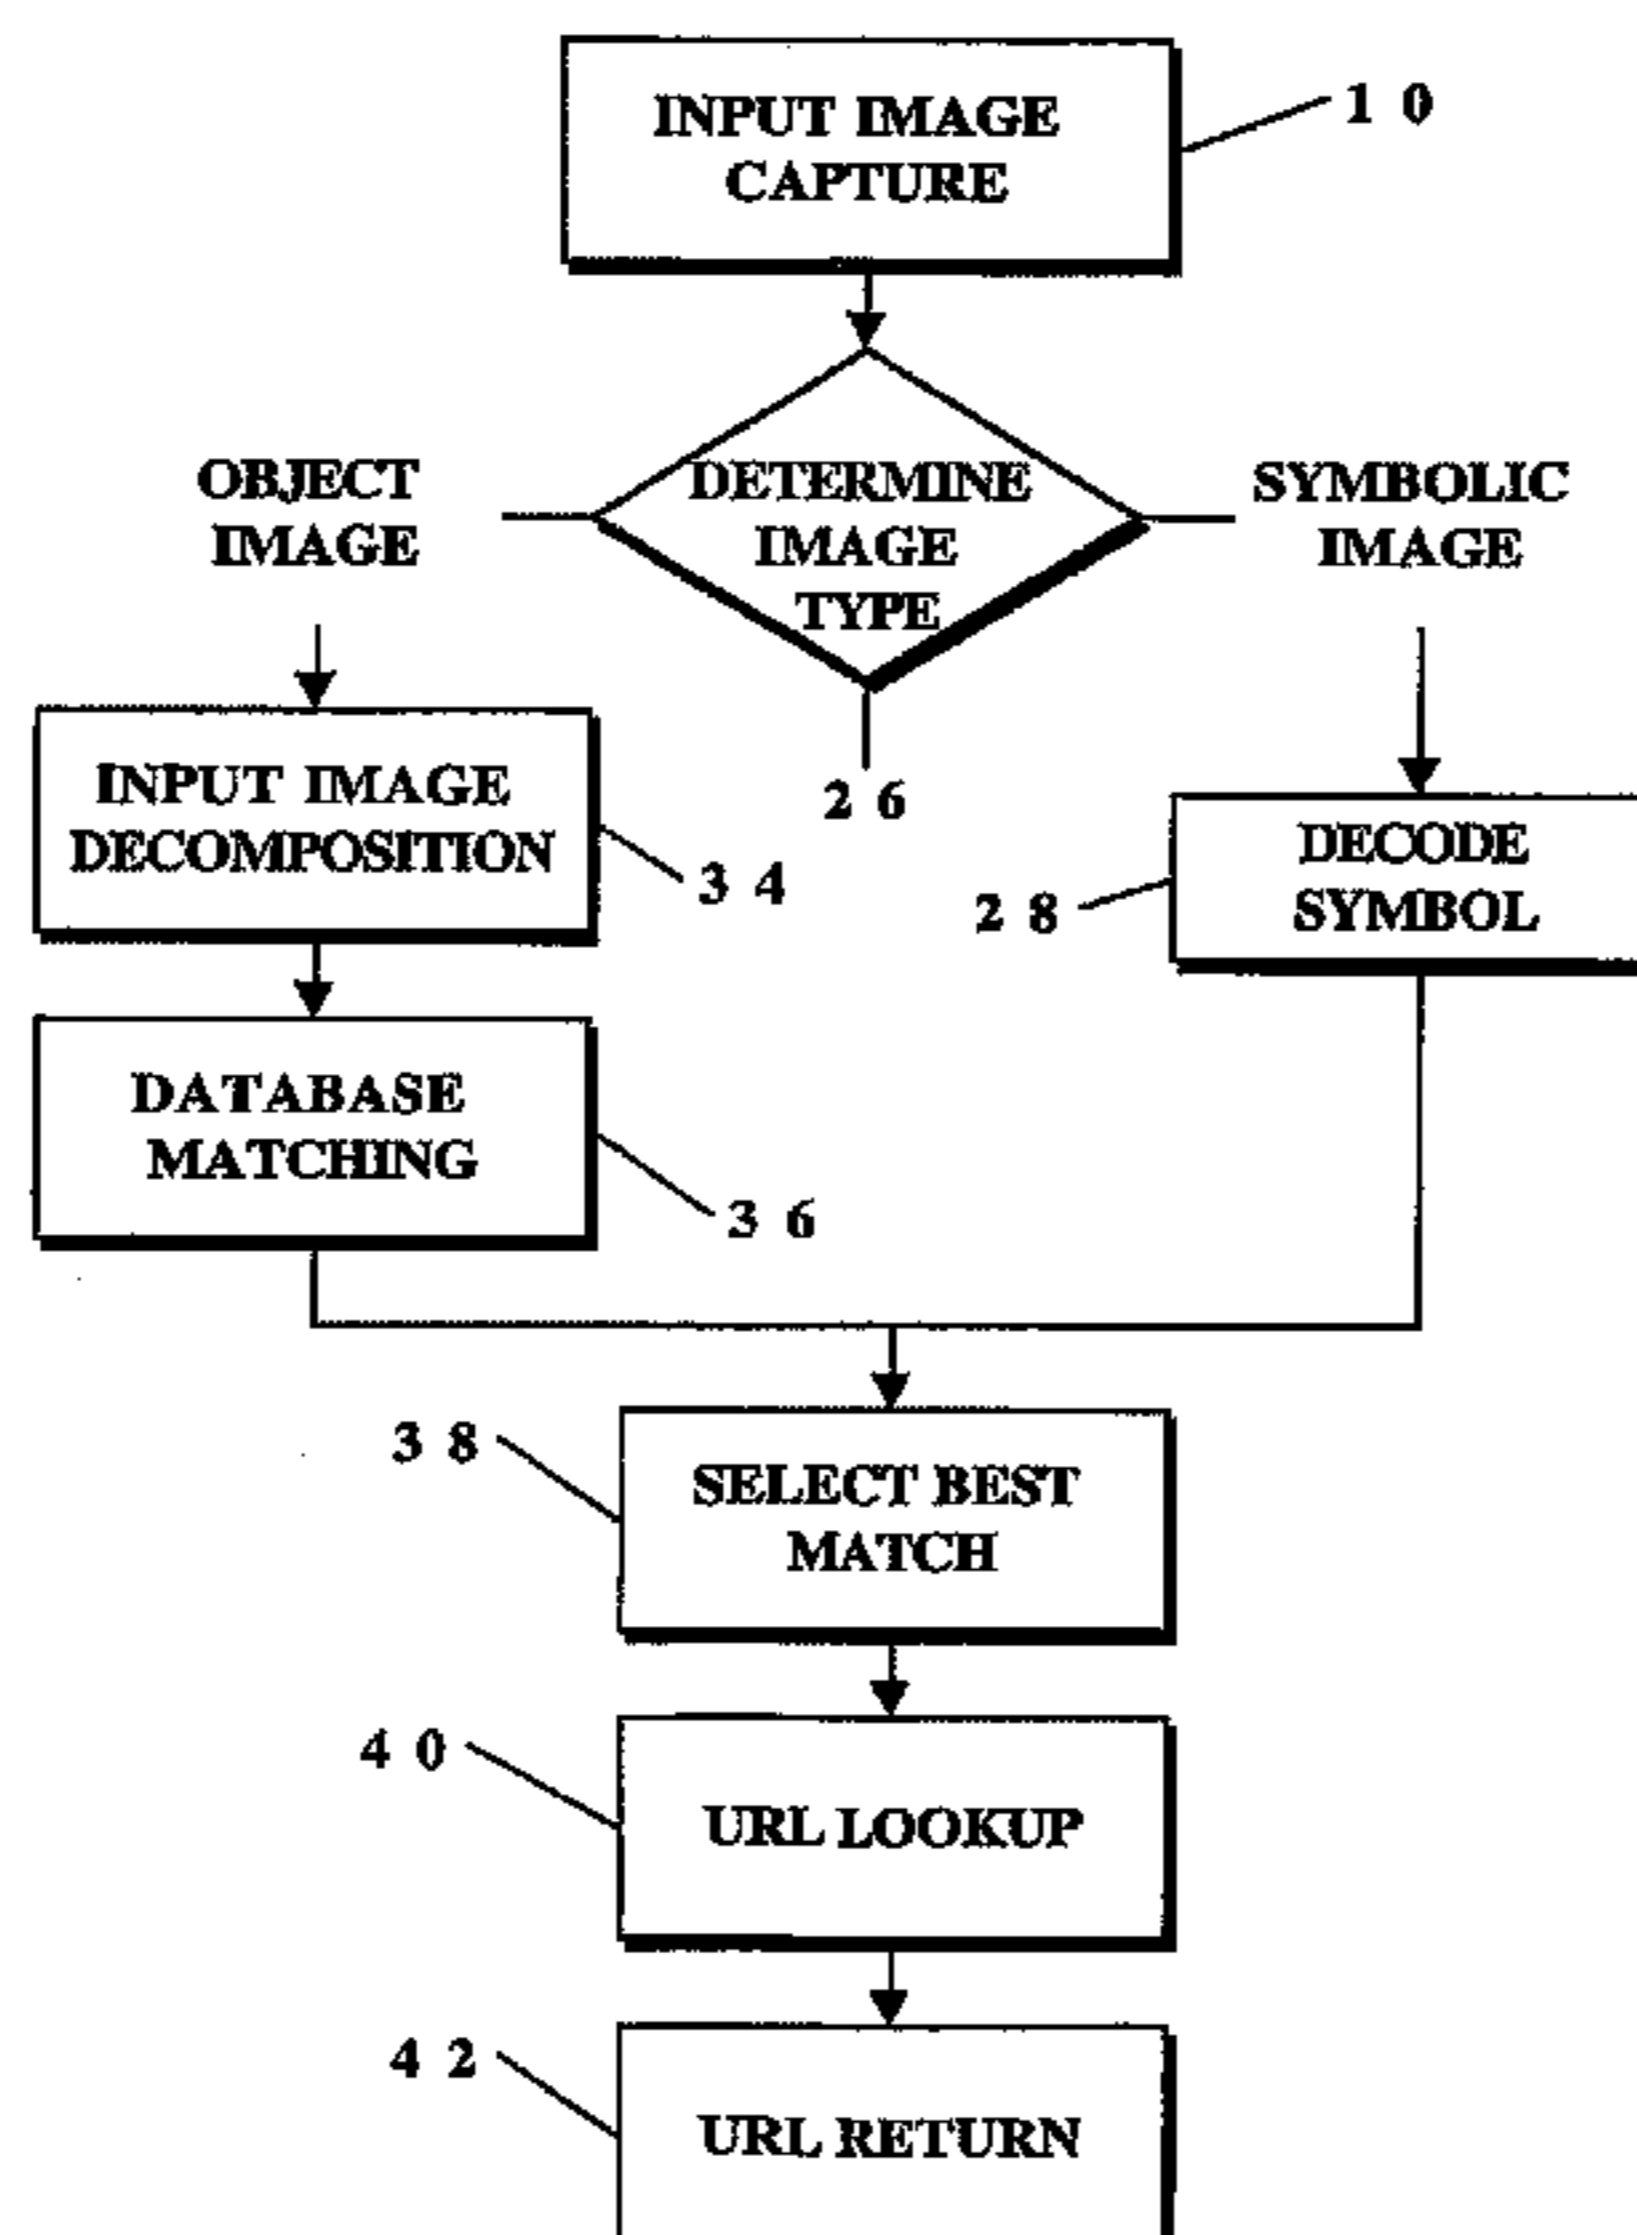 INPUT IMAGE
CAPTURE
1 0
OBJECT
IMAGE
DETERMINE
IMAGE
TYPE
SYMBOLIC
IMAGE
2 6
INPUT IMAGE
DECOMPOSITION
3 4
2 8
DECODE
SYMBOL
DATABASE
MATCHING
3 6
3 8
SELECT BEST
MATCH
4 0
URL LOOKUP
4 2
URL RETURN